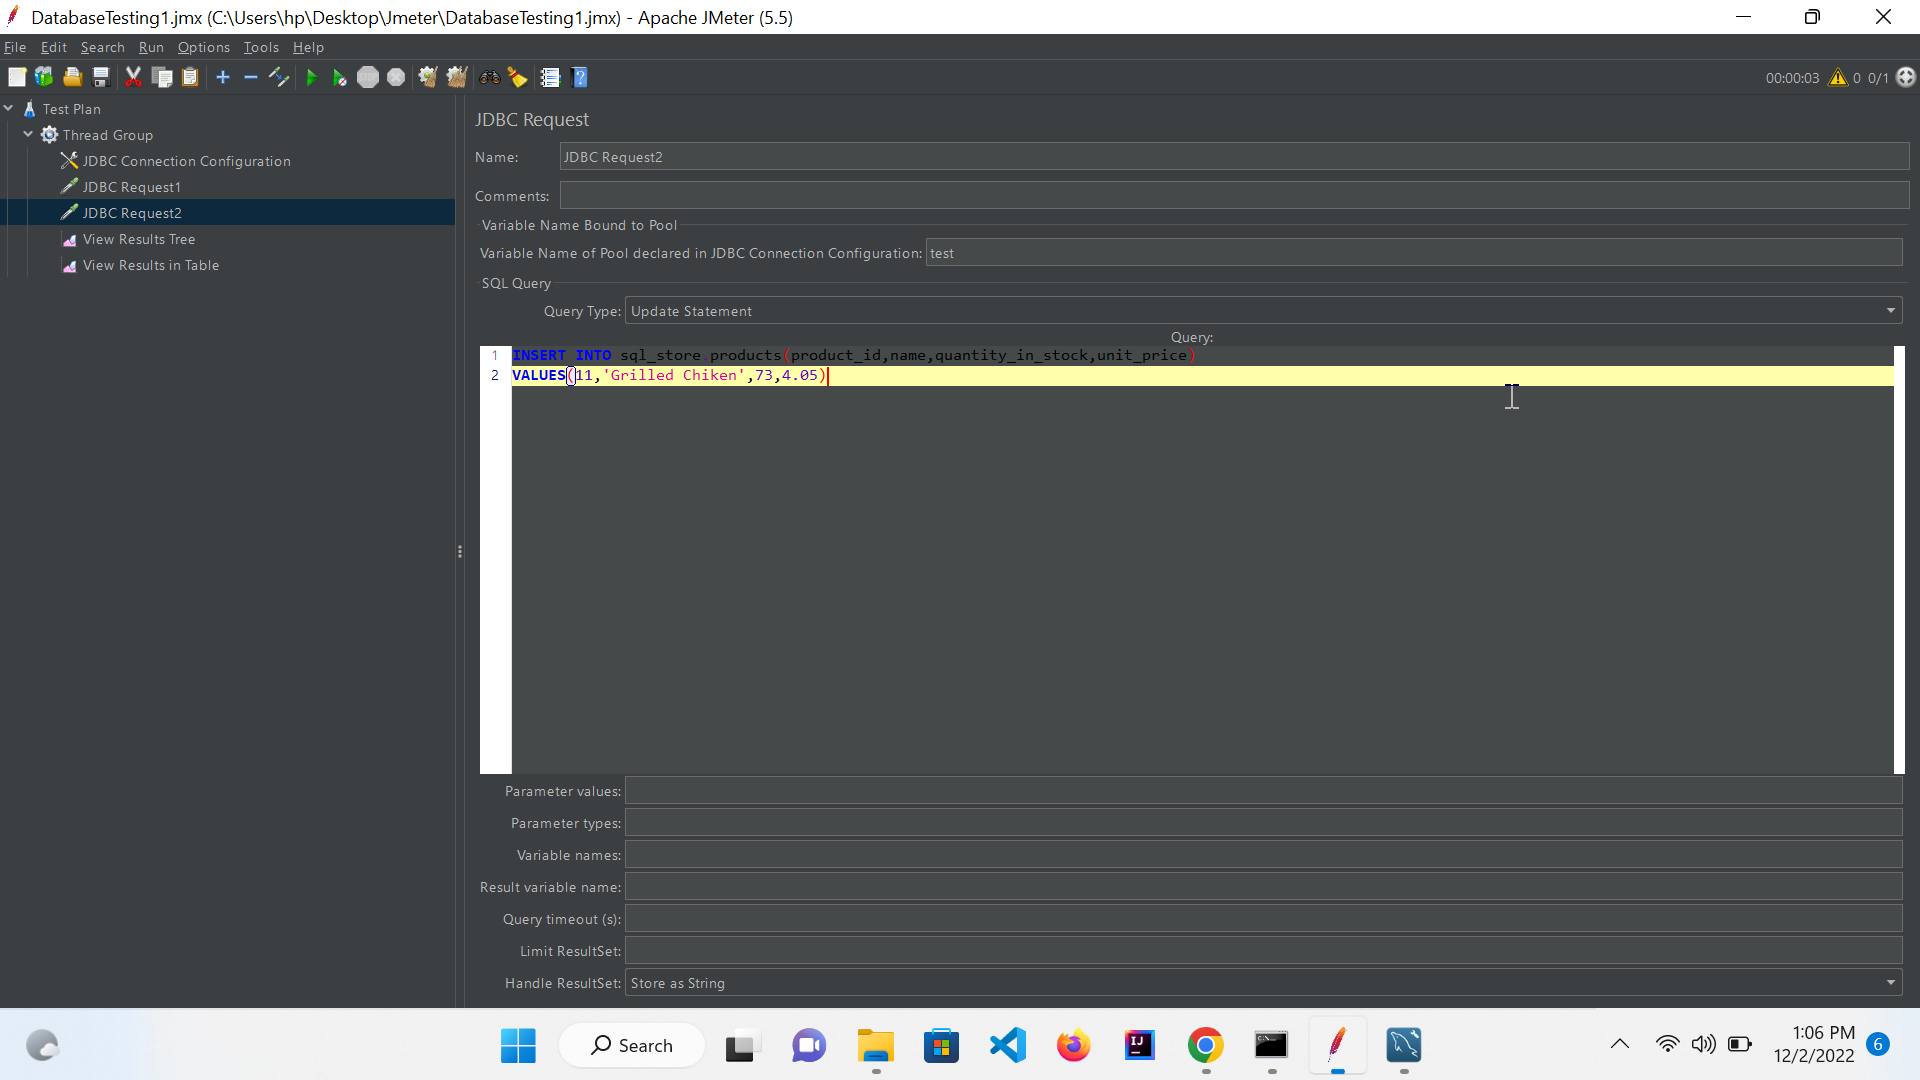 DatabaseTesting1.jmx (C:\Users\hp\Desktop\Jmeter\DatabaseTesting1.jmx) - Apache JMeter (5.5)
File Edit Search Run Options Tools Help
00:00:03 0 0/1
Test Plan
Thread Group
JDBC Connection Configuration
JDBC Request1
JDBC Request2
View Results Tree
View Results in Table
JDBC Request
Name: JDBC Request2
Comments:
Variable Name Bound to Pool
Variable Name of Pool declared in JDBC Connection Configuration: test
SQL Query
Query Type: Update Statement
Query:
1 INSERT INTO sql_store.products(product_id,name,quantity_in_stock,unit_price)
2 VALUES(11,'Grilled Chiken',73,4.05)
Parameter values:
Parameter types:
Variable names:
Result variable name:
Query timeout (s):
Limit ResultSet:
Handle ResultSet: Store as String
Search
1:06 PM
12/2/2022
6